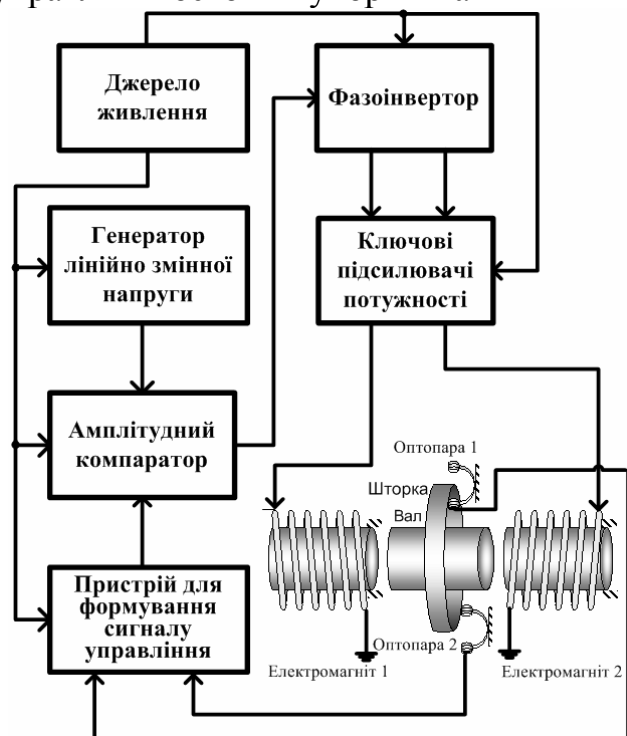 Джерело
живлення
Фазоінвертор
Генератор
лінійно змінної
напруги
Ключові
підсилювачі
потужності
Амплітудний
компаратор
Оптопара 1
Шторка
Вал
Пристрій для
формування
сигналу
управління
Оптопара 2
Електромагніт 1
Електромагніт 2